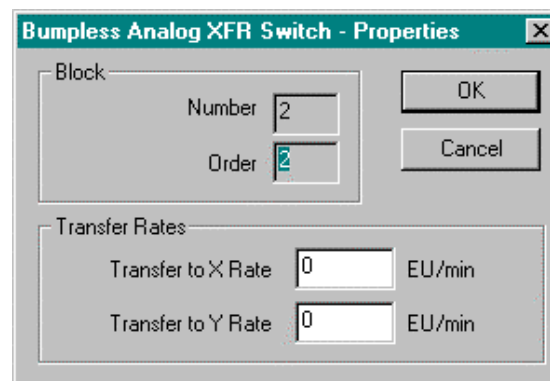 Bumpless Analog XFR Switch - Properties
Block
Number 2
OK
Order 2
Cancel
Transfer Rates
Transfer to X Rate 0 EU/min
Transfer to Y Rate 0 EU/min